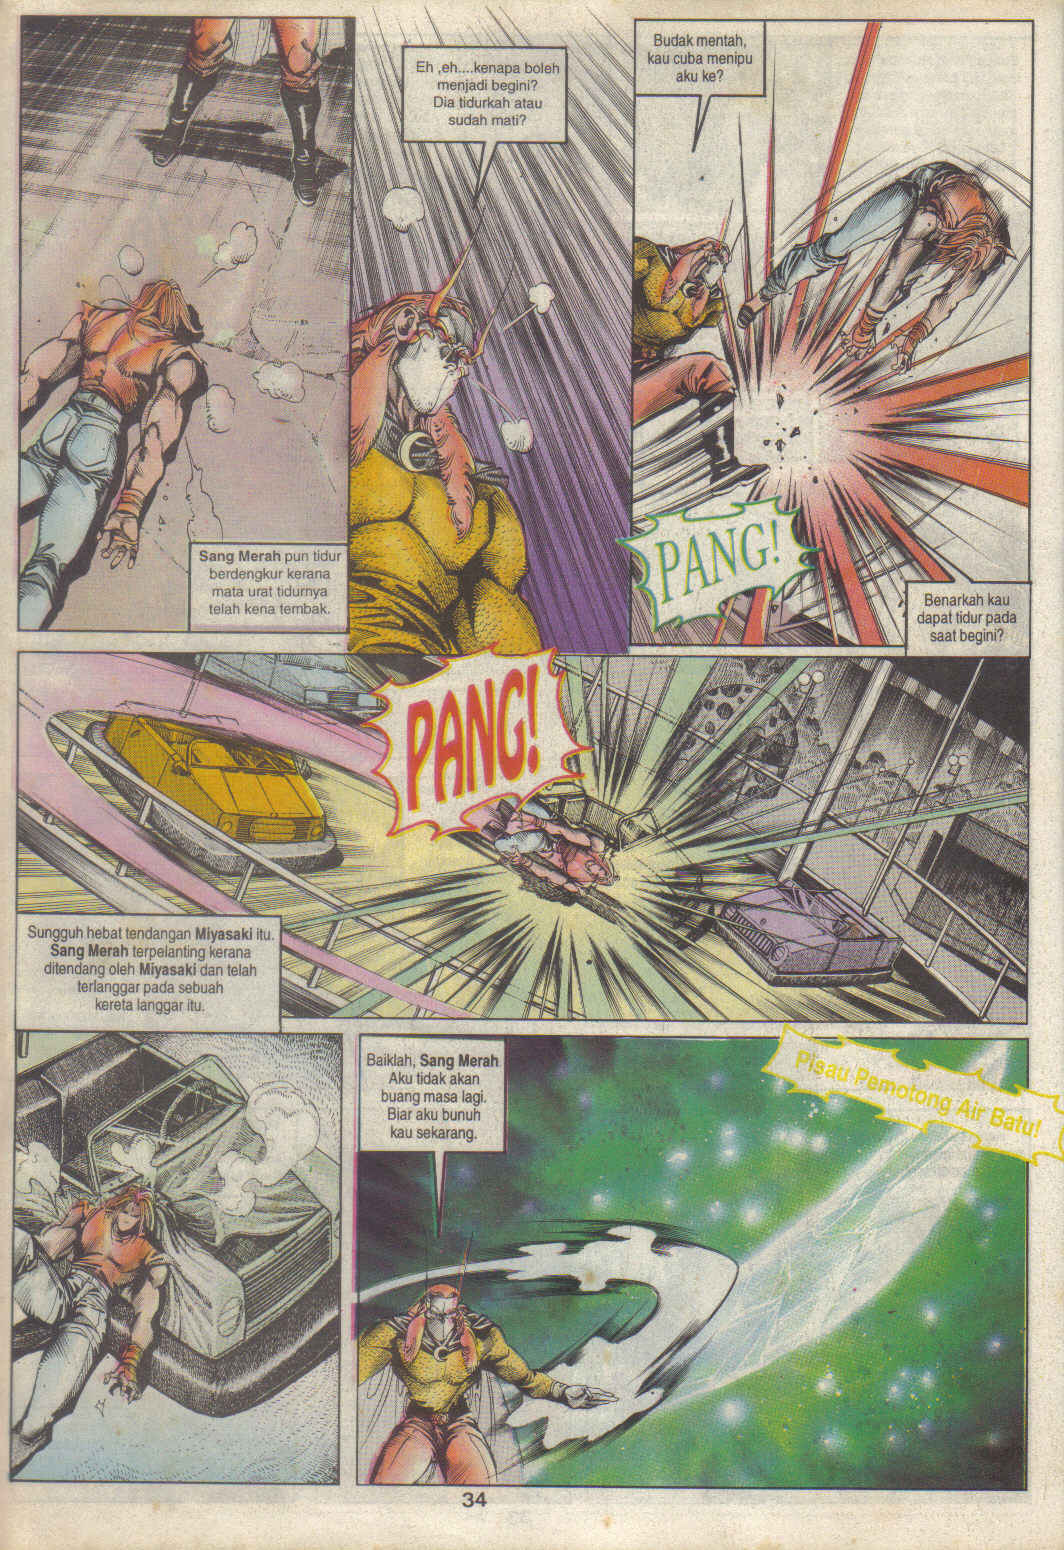 Sang Merah pun tidur
berdengkur kerana
mata urat tidurnya
telah kena tembak.
Eh ,eh....kenapa boleh
menjadi begini?
Dia tidurkah atau
sudah mati?
Budak mentah,
kau cuba menipu
aku ke?
PANG!
Benarkah kau
dapat tidur pada
saat begini?
PANG!
Sungguh hebat tendangan Miyasaki itu.
Sang Merah terpelanting kerana
ditendang oleh Miyasaki dan telah
terlanggar pada sebuah
kereta langgar itu.
Baiklah, Sang Merah
Aku tidak akan
buang masa lagi.
Biar aku bunuh
kau sekarang.
Pisau Pemotong Air Batu!
34